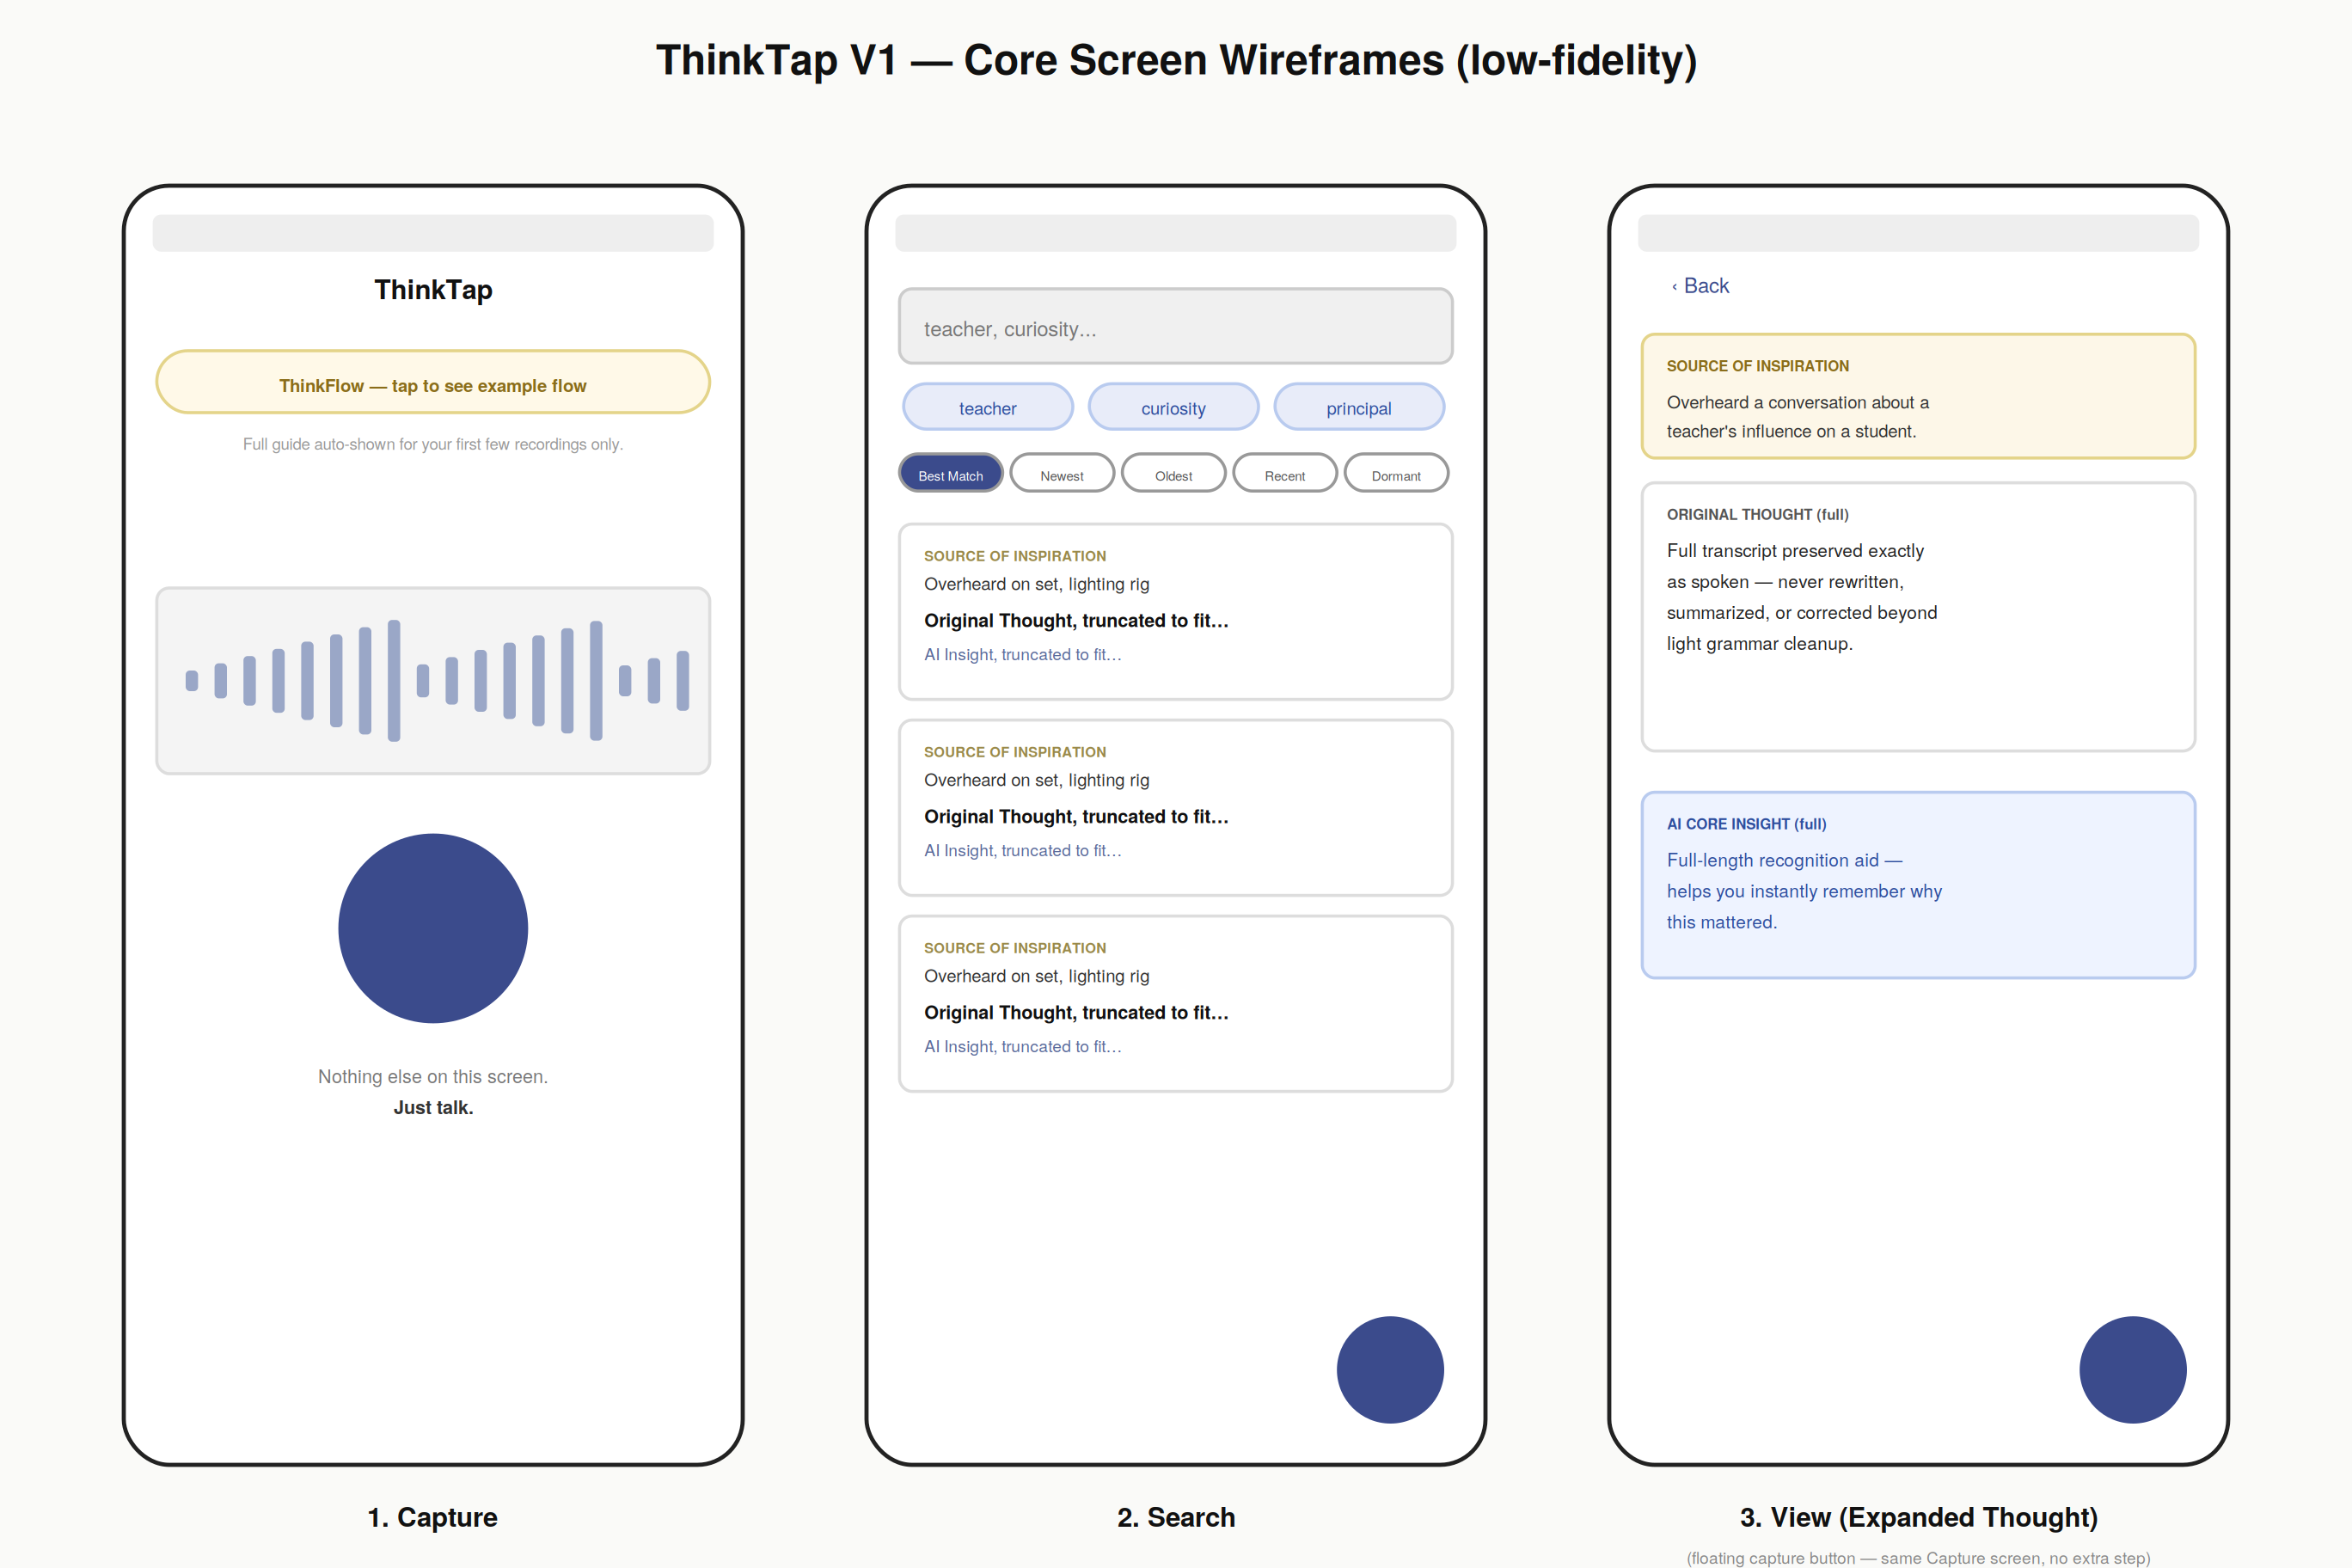 ThinkTap V1 — Core Screen Wireframes (low-fidelity)
ThinkTap
ThinkFlow — tap to see example flow
Full guide auto-shown for your first few recordings only.
Nothing else on this screen.
Just talk.
1. Capture
teacher, curiosity...
teacher
curiosity
principal
Best Match
Newest
Oldest
Recent
Dormant
SOURCE OF INSPIRATION
Overheard on set, lighting rig
Original Thought, truncated to fit...
AI Insight, truncated to fit...
SOURCE OF INSPIRATION
Overheard on set, lighting rig
Original Thought, truncated to fit...
AI Insight, truncated to fit...
SOURCE OF INSPIRATION
Overheard on set, lighting rig
Original Thought, truncated to fit...
AI Insight, truncated to fit...
2. Search
‹ Back
SOURCE OF INSPIRATION
Overheard a conversation about a
teacher's influence on a student.
ORIGINAL THOUGHT (full)
Full transcript preserved exactly
as spoken — never rewritten,
summarized, or corrected beyond
light grammar cleanup.
AI CORE INSIGHT (full)
Full-length recognition aid —
helps you instantly remember why
this mattered.
3. View (Expanded Thought)
(floating capture button — same Capture screen, no extra step)